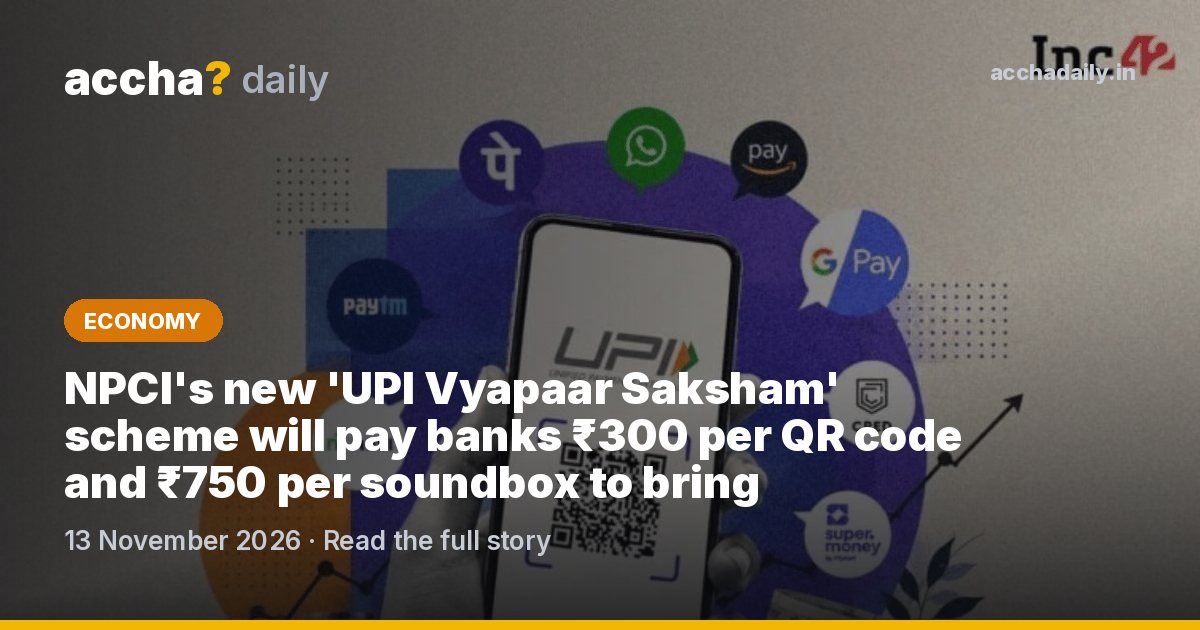 accha? daily
Inc42
acchadaily.in
पे
pay
G Pay
paytm
ECONOMY
UPI
NPCI's new 'UPI Vyapaar Saksham'
CRED
scheme will pay banks ₹300 per QR code
and ₹750 per soundbox to bring
super.
money
13 November 2026 · Read the full story